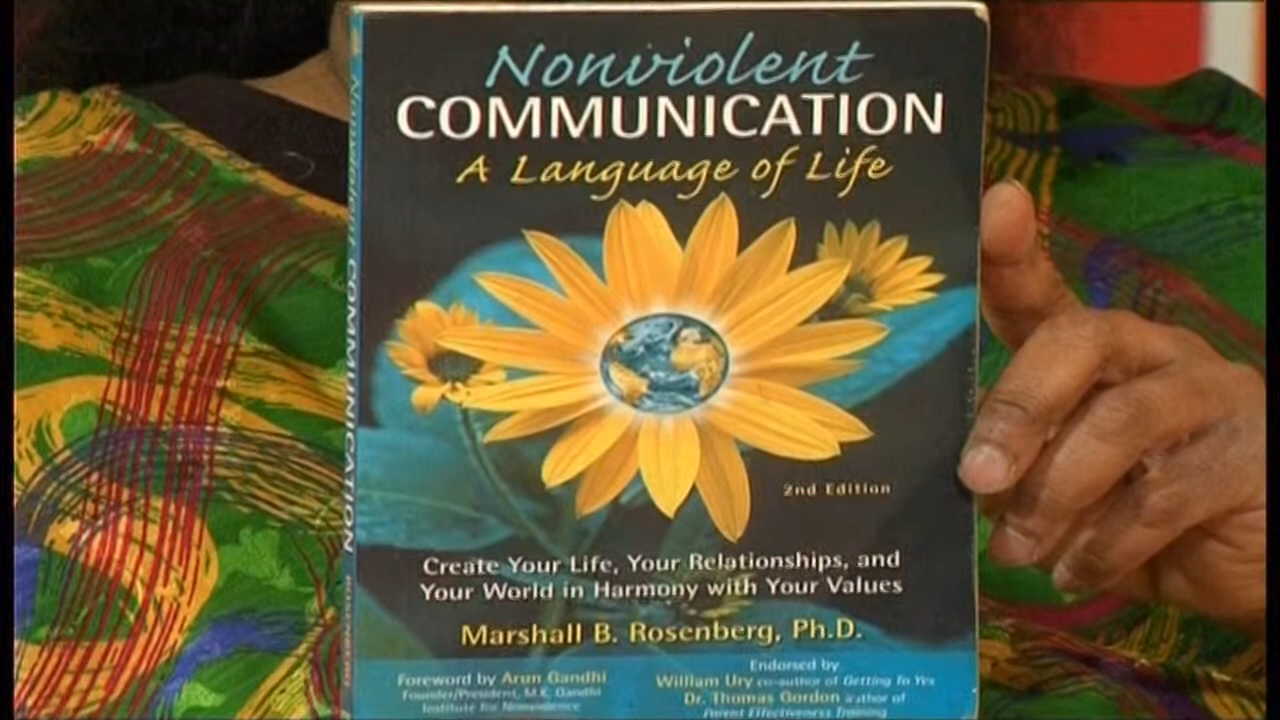 Nonviolent
COMMUNICATION
A Language of Life
2nd Edition
Create Your Life, Your Relationships, and
Your World in Harmony with Your Values
Marshall B. Rosenberg, Ph.D.
Foreword by Arun Gandhi
Founder/President, M.K. Gandhi
Institute for Nonviolence
Endorsed by
William Ury co-author of Getting To Yes
Dr. Thomas Gordon author of
Parent Effectiveness Training
Nonviolent COMMUNICATION ROSENBERG